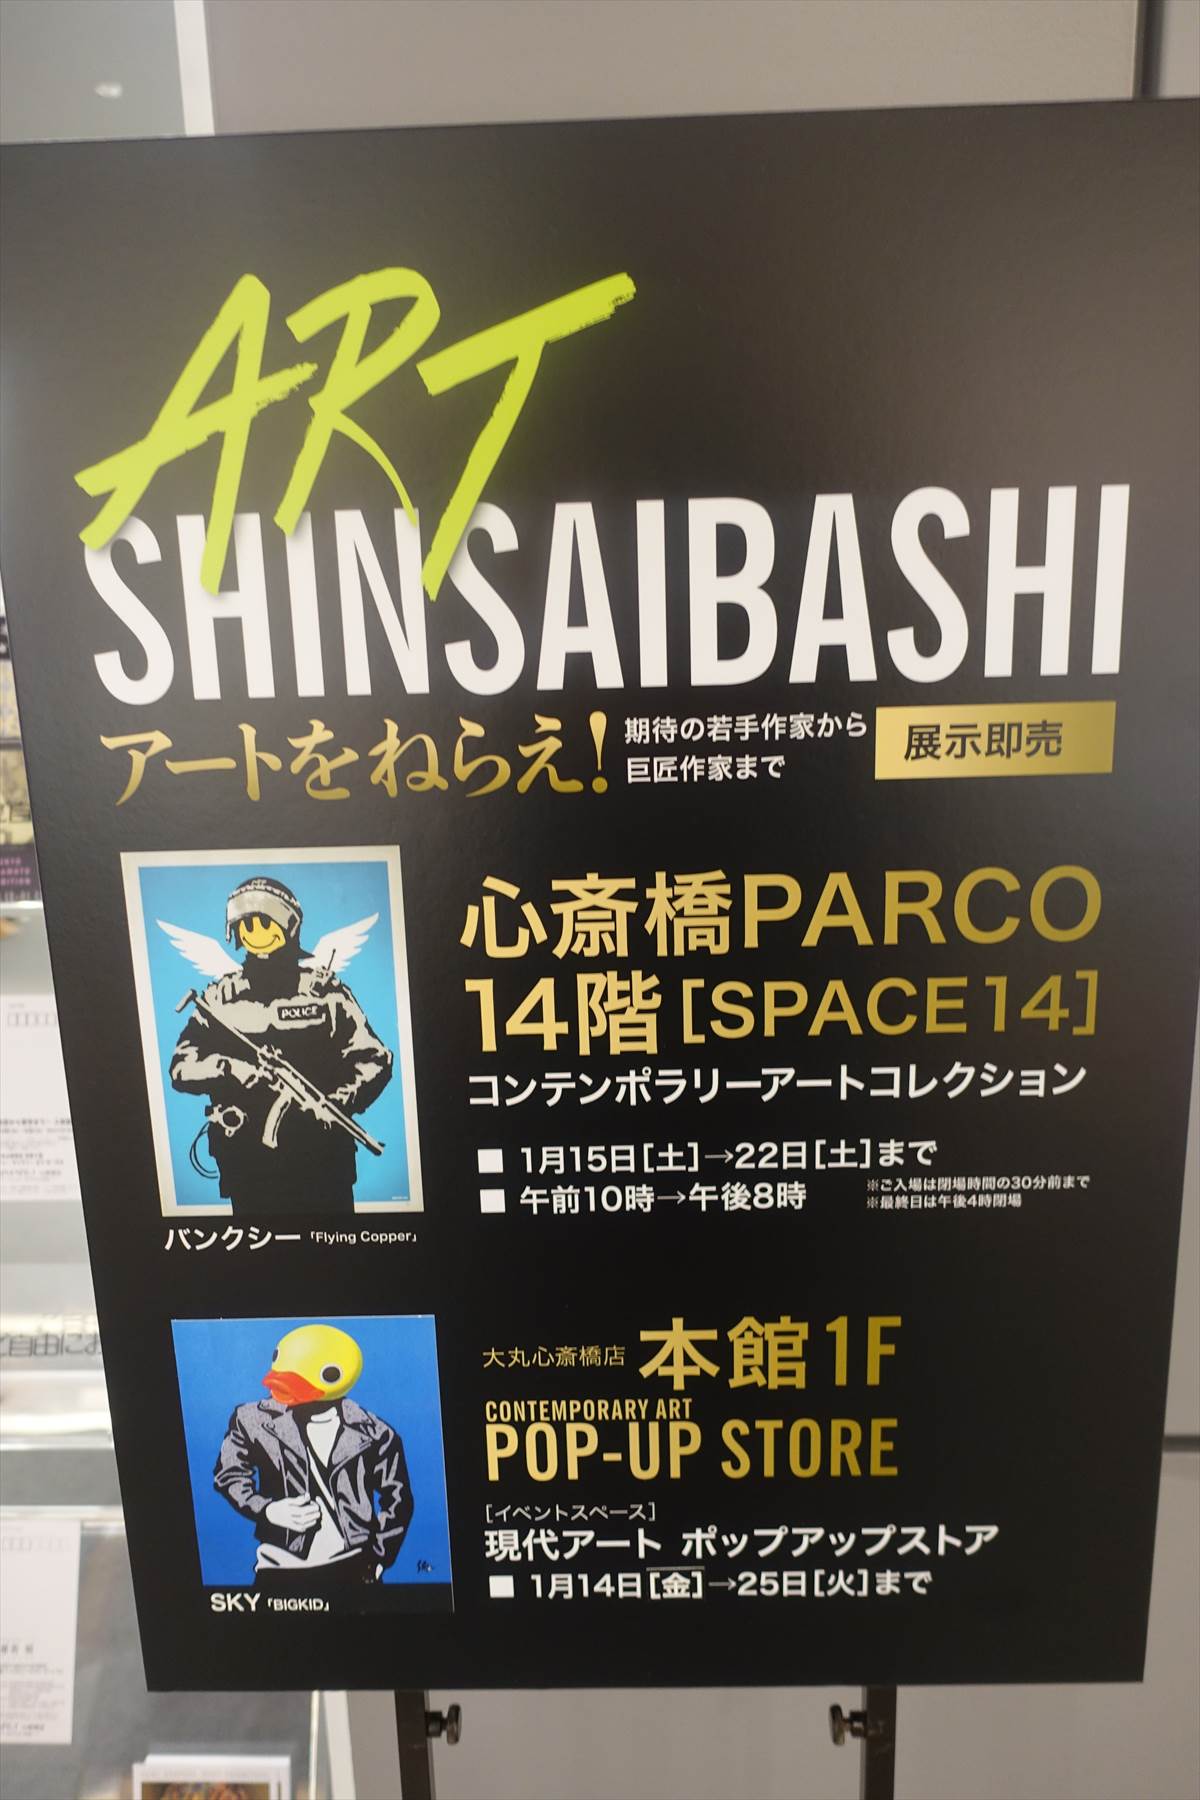 ART
SHINSAIBASHI
アートをねらえ!
期待の若手作家から
巨匠作家まで
展示即売
POLICE
バンクシー「Flying Copper」
心斎橋PARCO
14階[SPACE14]
コンテンポラリーアートコレクション
■ 1月15日[土]→22日[土]まで
■ 午前10時→午後8時
※ご入場は閉場時間の30分前まで
※最終日は午後4時閉場
SKY「BIGKID」
大丸心斎橋店 本館1F
CONTEMPORARY ART
POP-UP STORE
[イベントスペース]
現代アート ポップアップストア
■ 1月14日[金]→25日[火]まで